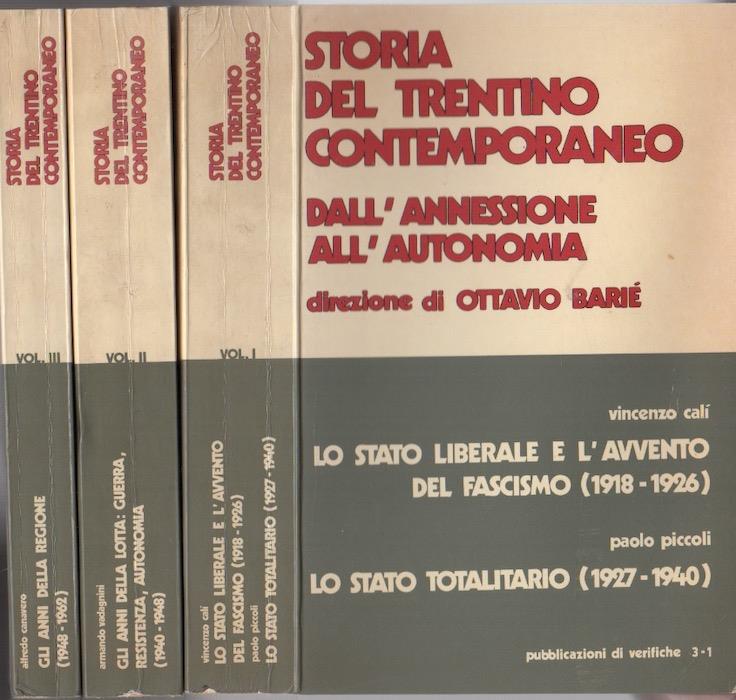 STORIA
DEL TRENTINO
CONTEMPORANEO
VOL. III
alfredo canavero
GLI ANNI DELLA REGIONE
(1948-1962)
STORIA
DEL TRENTINO
CONTEMPORANEO
VOL. II
armando vadagnini
GLI ANNI DELLA LOTTA: GUERRA,
RESISTENZA, AUTONOMIA
(1940-1948)
STORIA
DEL TRENTINO
CONTEMPORANEO
VOL. I
vincenzo calí
LO STATO LIBERALE E L'AVVENTO
DEL FASCISMO (1918-1926)
paolo piccoli
LO STATO TOTALITARIO (1927-1940)
STORIA
DEL TRENTINO
CONTEMPORANEO
DALL'ANNESSIONE
ALL'AUTONOMIA
direzione di OTTAVIO BARIÉ
vincenzo calí
LO STATO LIBERALE E L'AVVENTO
DEL FASCISMO (1918-1926)
paolo piccoli
LO STATO TOTALITARIO (1927-1940)
pubblicazioni di verifiche 3-1